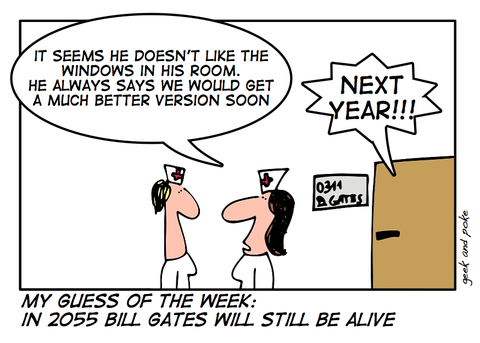 IT SEEMS HE DOESN'T LIKE THE
WINDOWS IN HIS ROOM.
HE ALWAYS SAYS WE WOULD GET
A MUCH BETTER VERSION SOON
NEXT
YEAR!!!
0311
B GATES
geek and poke
MY GUESS OF THE WEEK:
IN 2055 BILL GATES WILL STILL BE ALIVE